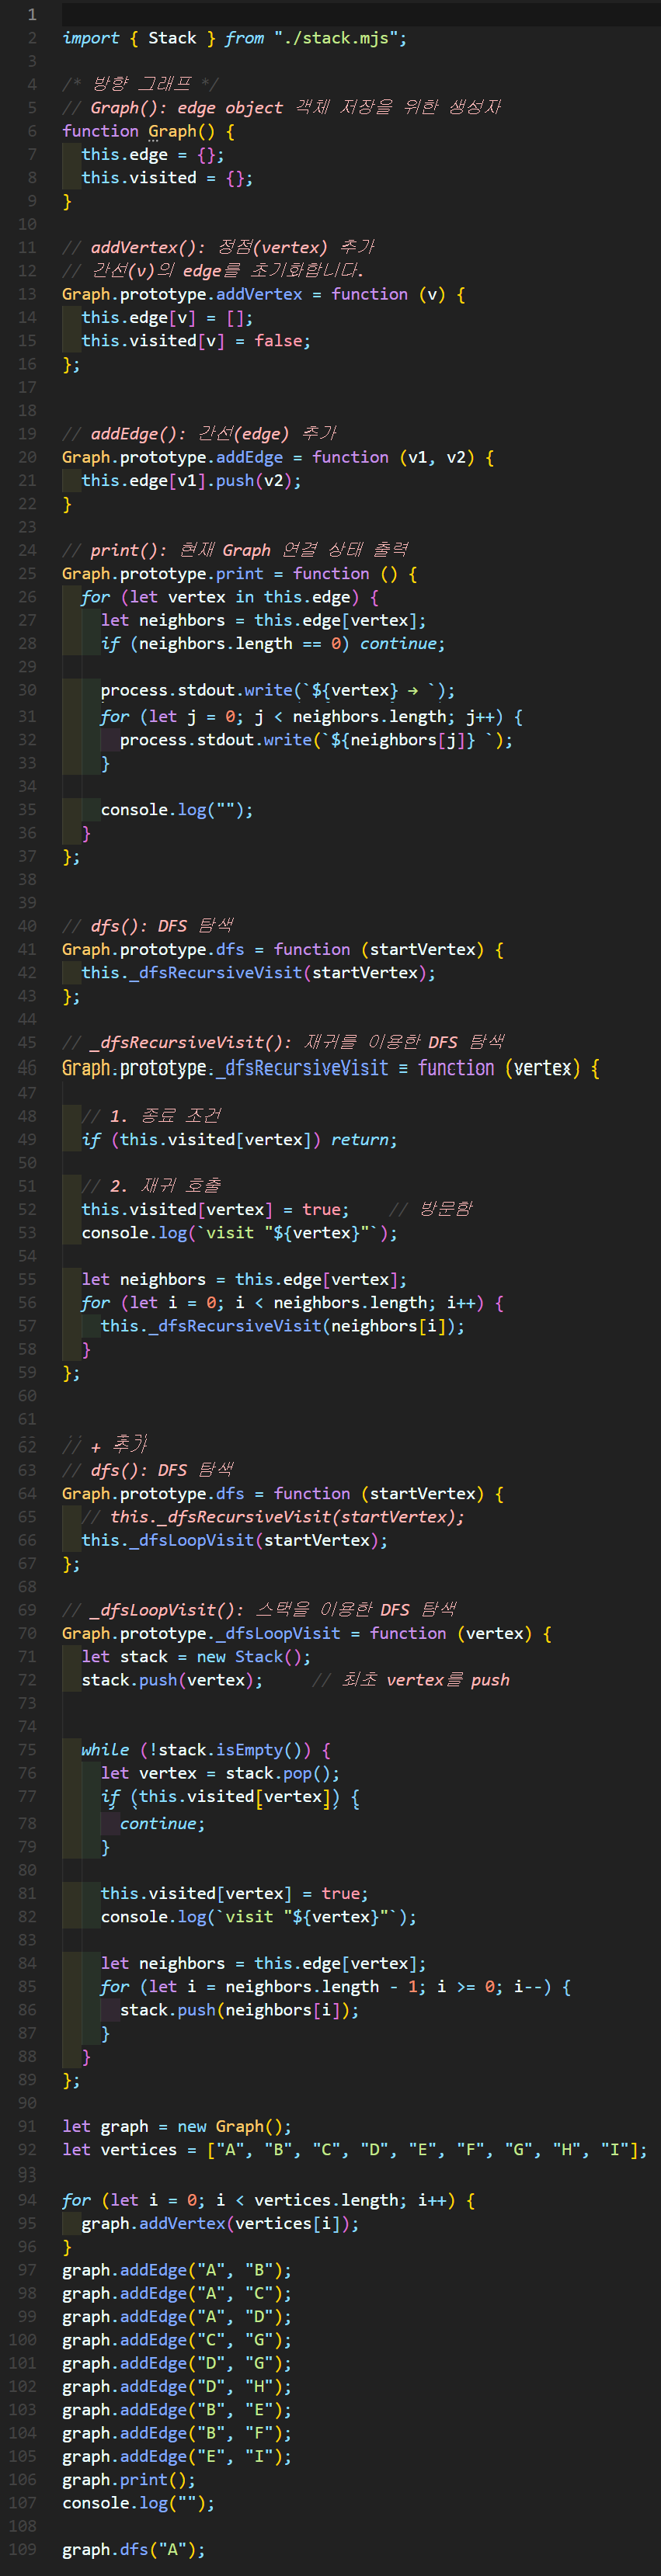 1
2 import { Stack } from "./stack.mjs";
3
4 /* 방향 그래프 */
5 // Graph(): edge object 객체 저장을 위한 생성자
6 function Graph() {
7 this.edge = {};
8 this.visited = {};
9 }
10
11 // addVertex(): 정점(vertex) 추가
12 // 간선(v)의 edge를 초기화합니다.
13 Graph.prototype.addVertex = function (v) {
14 this.edge[v] = [];
15 this.visited[v] = false;
16 };
17
18
19 // addEdge(): 간선(edge) 추가
20 Graph.prototype.addEdge = function (v1, v2) {
21 this.edge[v1].push(v2);
22 }
23
24 // print(): 현재 Graph 연결 상태 출력
25 Graph.prototype.print = function () {
26 for (let vertex in this.edge) {
27 let neighbors = this.edge[vertex];
28 if (neighbors.length == 0) continue;
29
30 process.stdout.write(`${vertex} → `);
31 for (let j = 0; j < neighbors.length; j++) {
32 process.stdout.write(`${neighbors[j]} `);
33 }
34
35 console.log("");
36 }
37 };
38
39
40 // dfs(): DFS 탐색
41 Graph.prototype.dfs = function (startVertex) {
42 this._dfsRecursiveVisit(startVertex);
43 };
44
45 // _dfsRecursiveVisit(): 재귀를 이용한 DFS 탐색
46 Graph.prototype._dfsRecursiveVisit = function (vertex) {
47
48 // 1. 종료 조건
49 if (this.visited[vertex]) return;
50
51 // 2. 재귀 호출
52 this.visited[vertex] = true; // 방문함
53 console.log(`visit "${vertex}"`);
54
55 let neighbors = this.edge[vertex];
56 for (let i = 0; i < neighbors.length; i++) {
57 this._dfsRecursiveVisit(neighbors[i]);
58 }
59 };
60
61
62 // + 추가
63 // dfs(): DFS 탐색
64 Graph.prototype.dfs = function (startVertex) {
65 // this._dfsRecursiveVisit(startVertex);
66 this._dfsLoopVisit(startVertex);
67 };
68
69 // _dfsLoopVisit(): 스택을 이용한 DFS 탐색
70 Graph.prototype._dfsLoopVisit = function (vertex) {
71 let stack = new Stack();
72 stack.push(vertex); // 최초 vertex를 push
73
74
75 while (!stack.isEmpty()) {
76 let vertex = stack.pop();
77 if (this.visited[vertex]) {
78 continue;
79 }
80
81 this.visited[vertex] = true;
82 console.log(`visit "${vertex}"`);
83
84 let neighbors = this.edge[vertex];
85 for (let i = neighbors.length - 1; i >= 0; i--) {
86 stack.push(neighbors[i]);
87 }
88 }
89 };
90
91 let graph = new Graph();
92 let vertices = ["A", "B", "C", "D", "E", "F", "G", "H", "I"];
93
94 for (let i = 0; i < vertices.length; i++) {
95 graph.addVertex(vertices[i]);
96 }
97 graph.addEdge("A", "B");
98 graph.addEdge("A", "C");
99 graph.addEdge("A", "D");
100 graph.addEdge("C", "G");
101 graph.addEdge("D", "G");
102 graph.addEdge("D", "H");
103 graph.addEdge("B", "E");
104 graph.addEdge("B", "F");
105 graph.addEdge("E", "I");
106 graph.print();
107 console.log("");
108
109 graph.dfs("A");